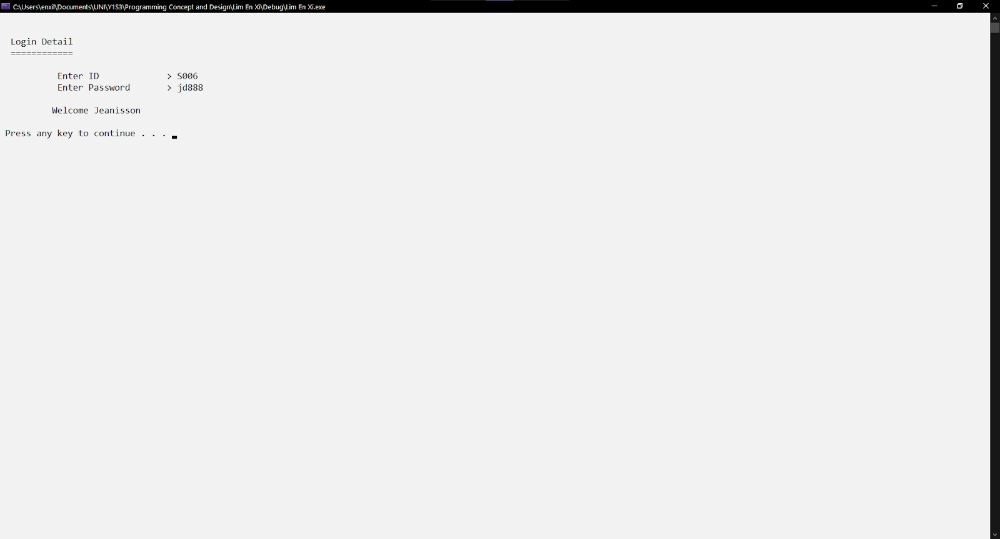 C:\Users\enxil\Documents\UNI\Y1S3\Programming Concept and Design\Lim En Xi\Debug\Lim En Xi.exe
Login Detail
============
Enter ID > S006
Enter Password > jd888
Welcome Jeanisson
Press any key to continue . . .